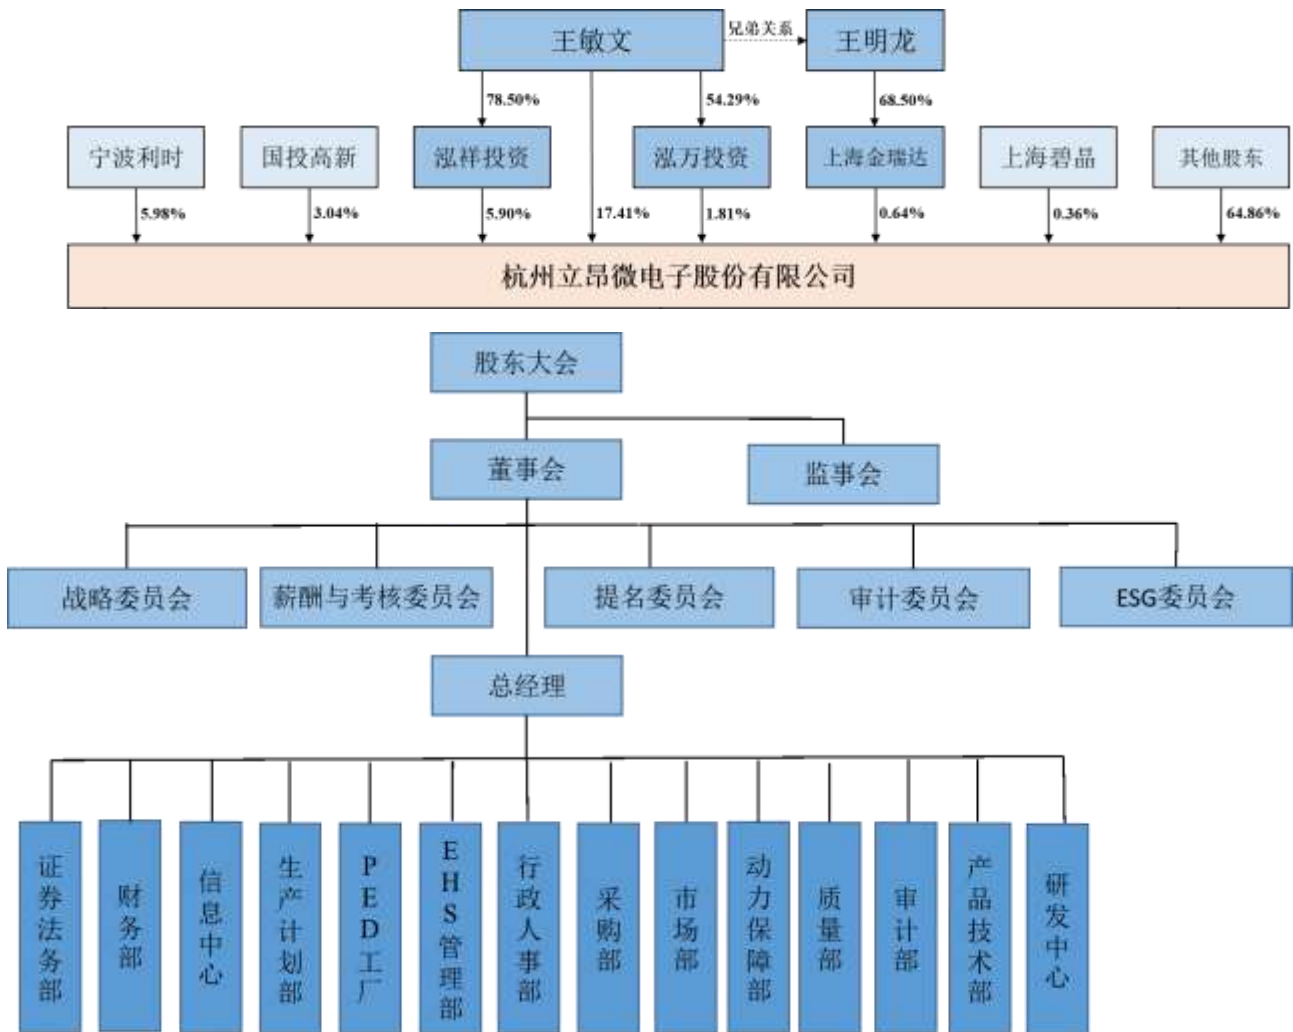 王敏文
兄弟关系
王明龙
78.50%
54.29%
68.50%
宁波利时
国投高新
泓祥投资
泓万投资
上海金瑞达
上海碧晶
其他股东
5.98%
3.04%
5.90%
17.41%
1.81%
0.64%
0.36%
64.86%
杭州立昂微电子股份有限公司
股东大会
董事会
监事会
战略委员会
薪酬与考核委员会
提名委员会
审计委员会
ESG委员会
总经理
证券法务部
财务部
信息中心
生产计划部
PED工厂
EHS管理部
行政人事部
采购部
市场部
动力保障部
质量部
审计部
产品技术部
研发中心